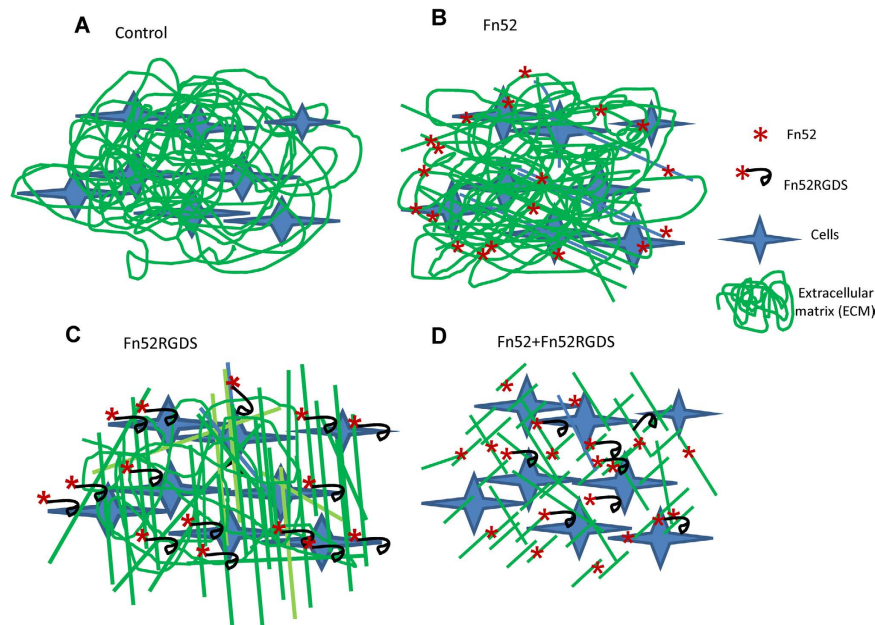 A
Control
B
Fn52
Fn52
Fn52RGDS
Cells
Extracellular
matrix (ECM)
C
Fn52RGDS
D
Fn52+Fn52RGDS